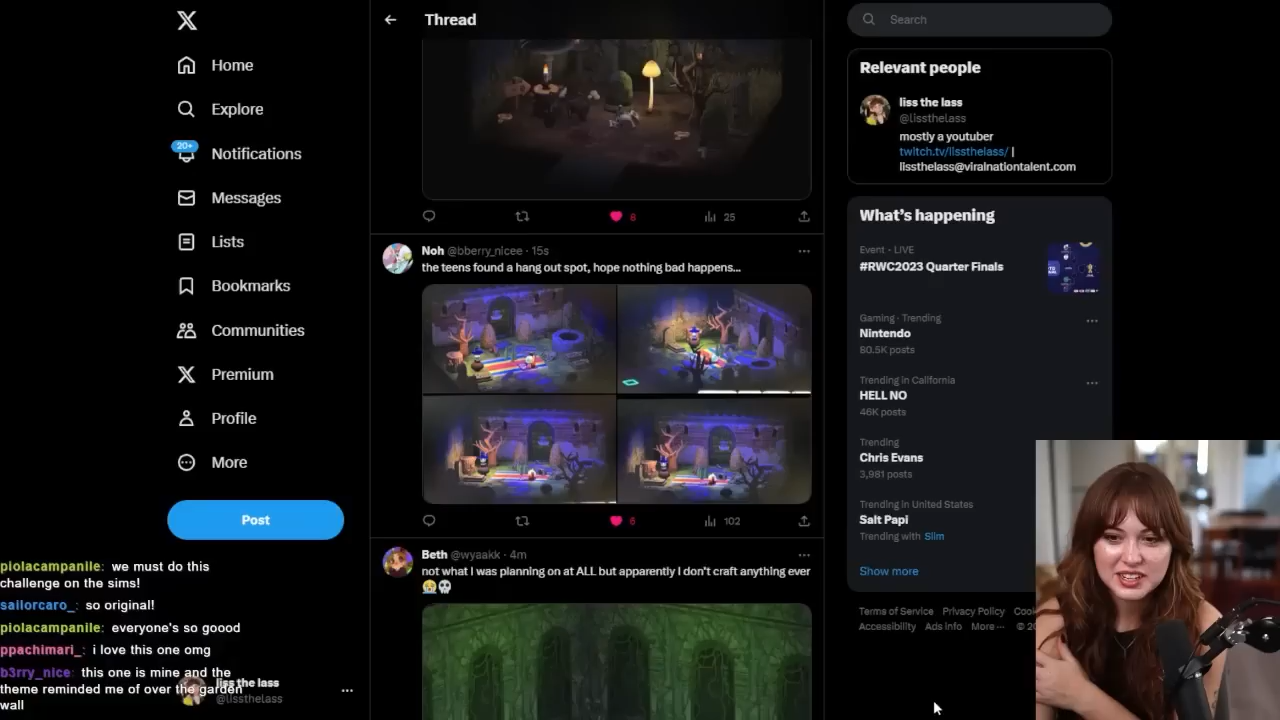 Home
Explore
20+
Notifications
Messages
Lists
Bookmarks
Communities
Premium
Profile
More
Post
piolacampanile: we must do this
challenge on the sims!
sailorcaro_: so original!
piolacampanile: everyone's so goood
ppachimari_: i love this one omg
b3rry_nice: this one is mine and the
theme reminded me of over the garden
wall
liss the lass
@lissthelass
Thread
6
25
Noh @bberry_nicee · 15s
the teens found a hang out spot, hope nothing bad happens...
6
102
Beth @wyaakk · 4m
not what I was planning on at ALL but apparently I don't craft anything ever
😭💀
Search
Relevant people
liss the lass
@lissthelass
mostly a youtuber
twitch.tv/lissthelass/ |
lissthelass@viralnationtalent.com
What's happening
Event · LIVE
#RWC2023 Quarter Finals
Gaming · Trending
Nintendo
80.5K posts
Trending in California
HELL NO
46K posts
Trending
Chris Evans
3,981 posts
Trending in United States
Salt Papi
Trending with Slim
Show more
Terms of Service Privacy Policy Cook
Accessibility Ads info More ··· © 20